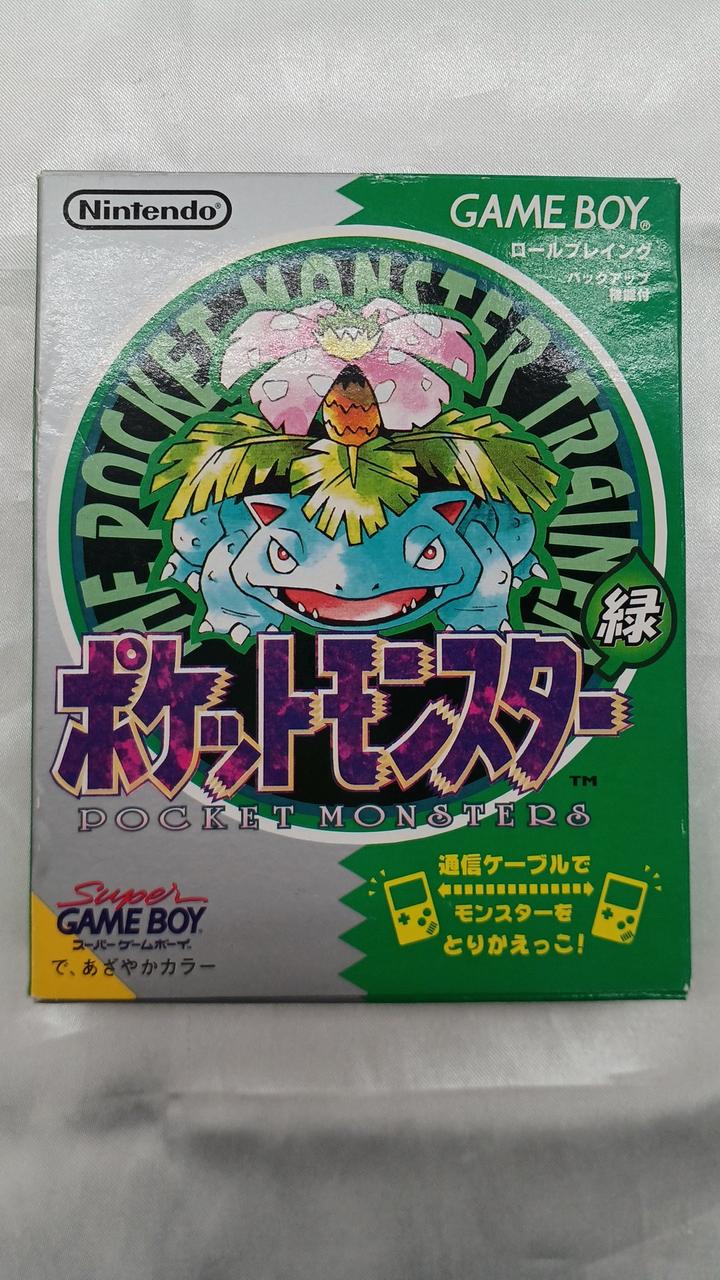 Nintendo®
GAME BOY®
ロールプレイング
バックアップ
機能付
THE POCKET MONSTER TRAINER
緑
ポケットモンスター
TM
POCKET MONSTERS
通信ケーブルで
モンスターを
とりかえっこ!
Super
GAME BOY
スーパーゲームボーイ
で、あざやかカラー